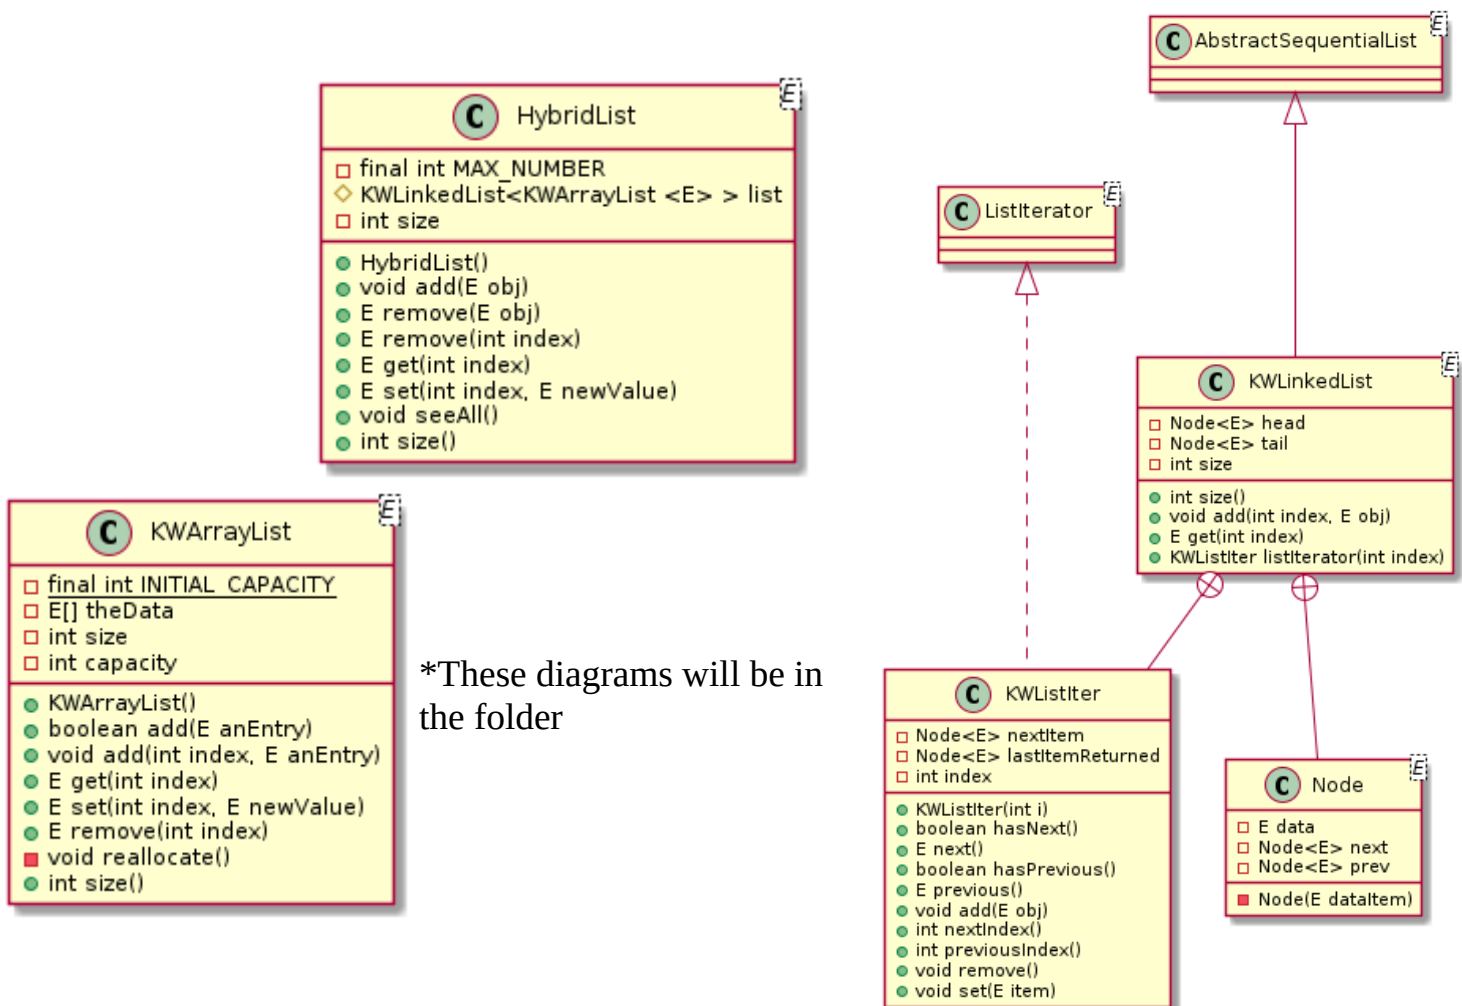 C HybridList E
final int MAX_NUMBER
KWLinkedList<KWArrayList <E> > list
int size
HybridList()
void add(E obj)
E remove(E obj)
E remove(int index)
E get(int index)
E set(int index, E newValue)
void seeAll()
int size()
C KWArrayList E
final int INITIAL_CAPACITY
E[] theData
int size
int capacity
KWArrayList()
boolean add(E anEntry)
void add(int index, E anEntry)
E get(int index)
E set(int index, E newValue)
E remove(int index)
void reallocate()
int size()
*These diagrams will be in
the folder
C AbstractSequentialList E
C ListIterator E
C KWLinkedList E
Node<E> head
Node<E> tail
int size
int size()
void add(int index, E obj)
E get(int index)
KWListIter listIterator(int index)
C KWListIter
Node<E> nextItem
Node<E> lastItemReturned
int index
KWListIter(int i)
boolean hasNext()
E next()
boolean hasPrevious()
E previous()
void add(E obj)
int nextIndex()
int previousIndex()
void remove()
void set(E item)
C Node E
E data
Node<E> next
Node<E> prev
Node(E dataItem)